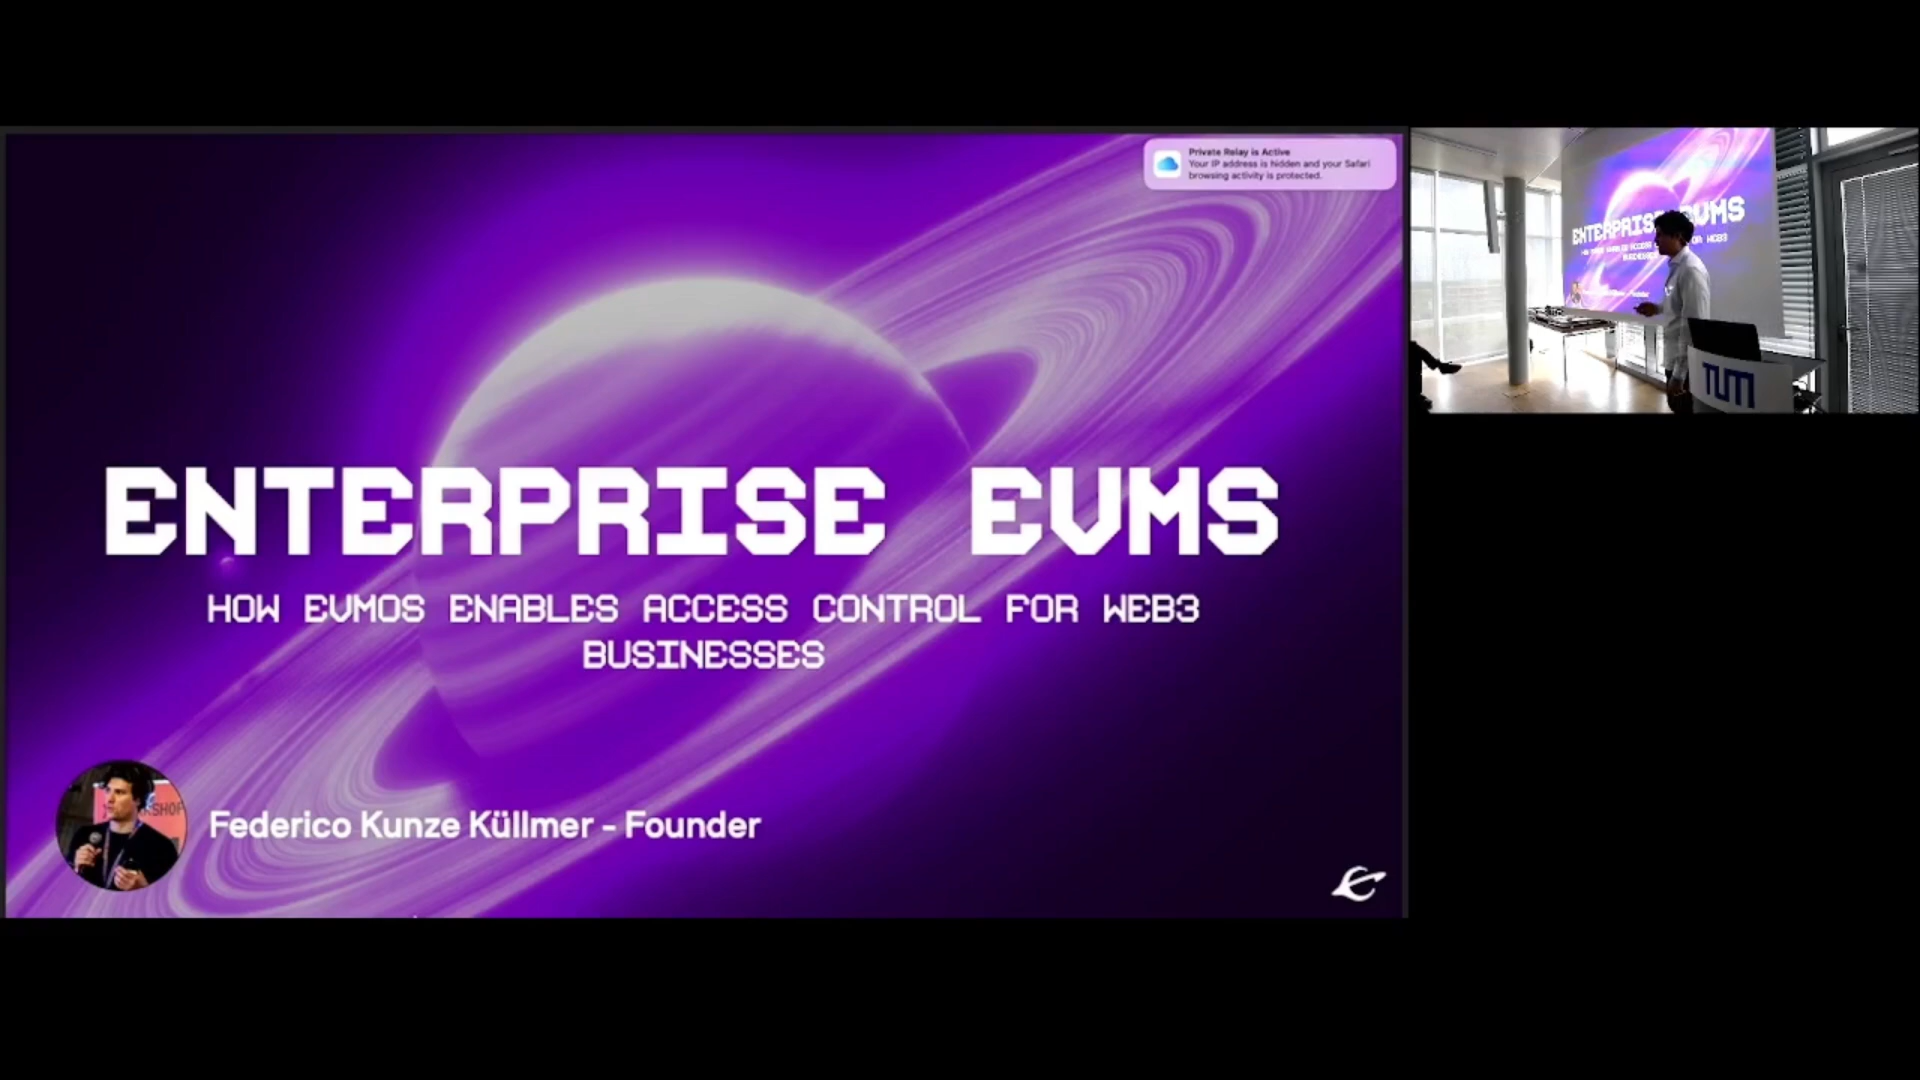 Private Relay is Active
Your IP address is hidden and your Safari
browsing activity is protected.
ENTERPRISE EVMS
HOW EVMOS ENABLES ACCESS CONTROL FOR WEB3
BUSINESSES
Federico Kunze Küllmer - Founder
ENTERPRISE EVMS
BUSINESSES
TUM